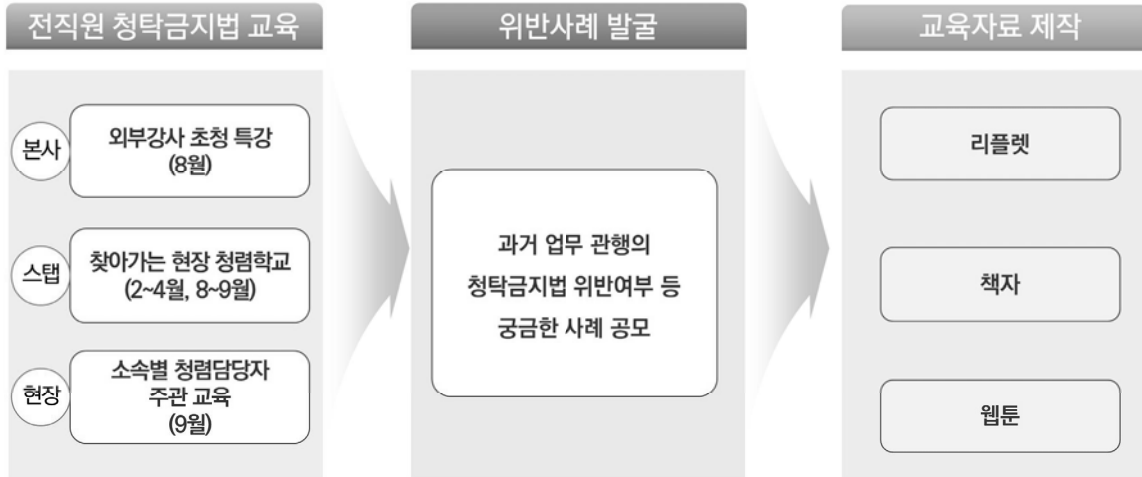 전직원 청탁금지법 교육
본사
외부강사 초청 특강
(8월)
스탭
찾아가는 현장 청렴학교
(2~4월, 8~9월)
현장
소속별 청렴담당자
주관 교육
(9월)
위반사례 발굴
과거 업무 관행의
청탁금지법 위반여부 등
궁금한 사례 공모
교육자료 제작
리플렛
책자
웹툰